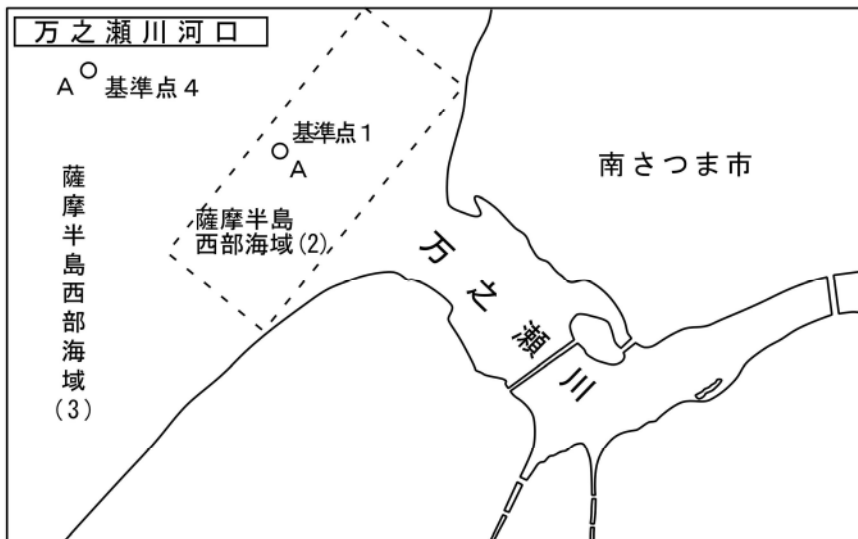 万之瀬川河口
A 基準点4
基準点1
A
南さつま市
薩摩半島
西部海域(2)
薩摩半島西部海域(3)
万之瀬川